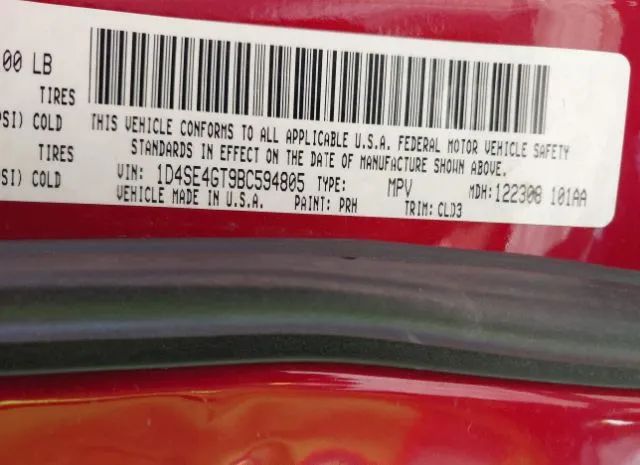 00 LB
TIRES
PSI) COLD
THIS VEHICLE CONFORMS TO ALL APPLICABLE U.S.A. FEDERAL MOTOR VEHICLE SAFETY
STANDARDS IN EFFECT ON THE DATE OF MANUFACTURE SHOWN ABOVE.
TIRES
SI) COLD
VIN: 1D4SE4GT9BC594805 TYPE: MPV MDH: 122308 101AA
VEHICLE MADE IN U.S.A. PAINT: PRH TRIM: CLD3